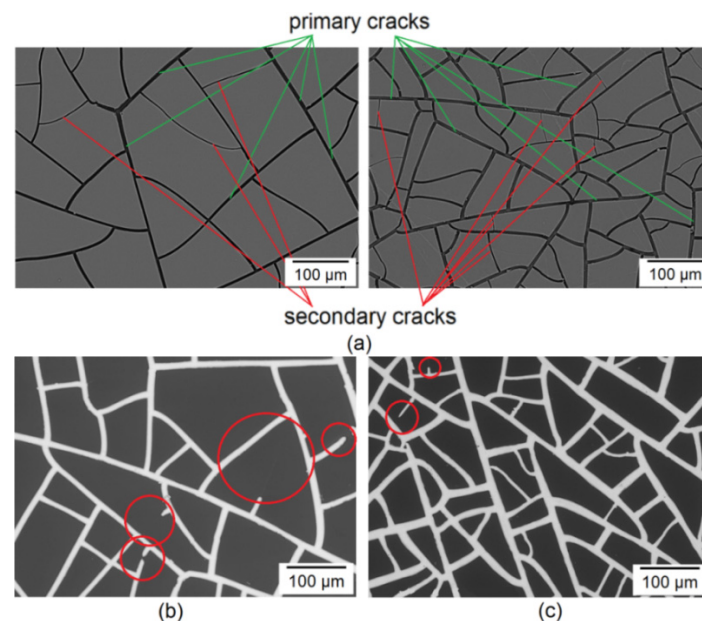 primary cracks
100 μm
100 μm
secondary cracks
(a)
100 μm
100 μm
(b)
(c)